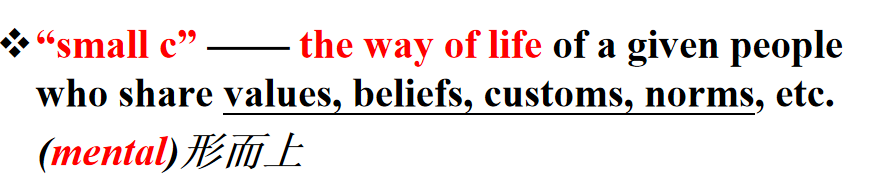 ❖“small c” —— the way of life of a given people
who share values, beliefs, customs, norms, etc.
(mental)形而上